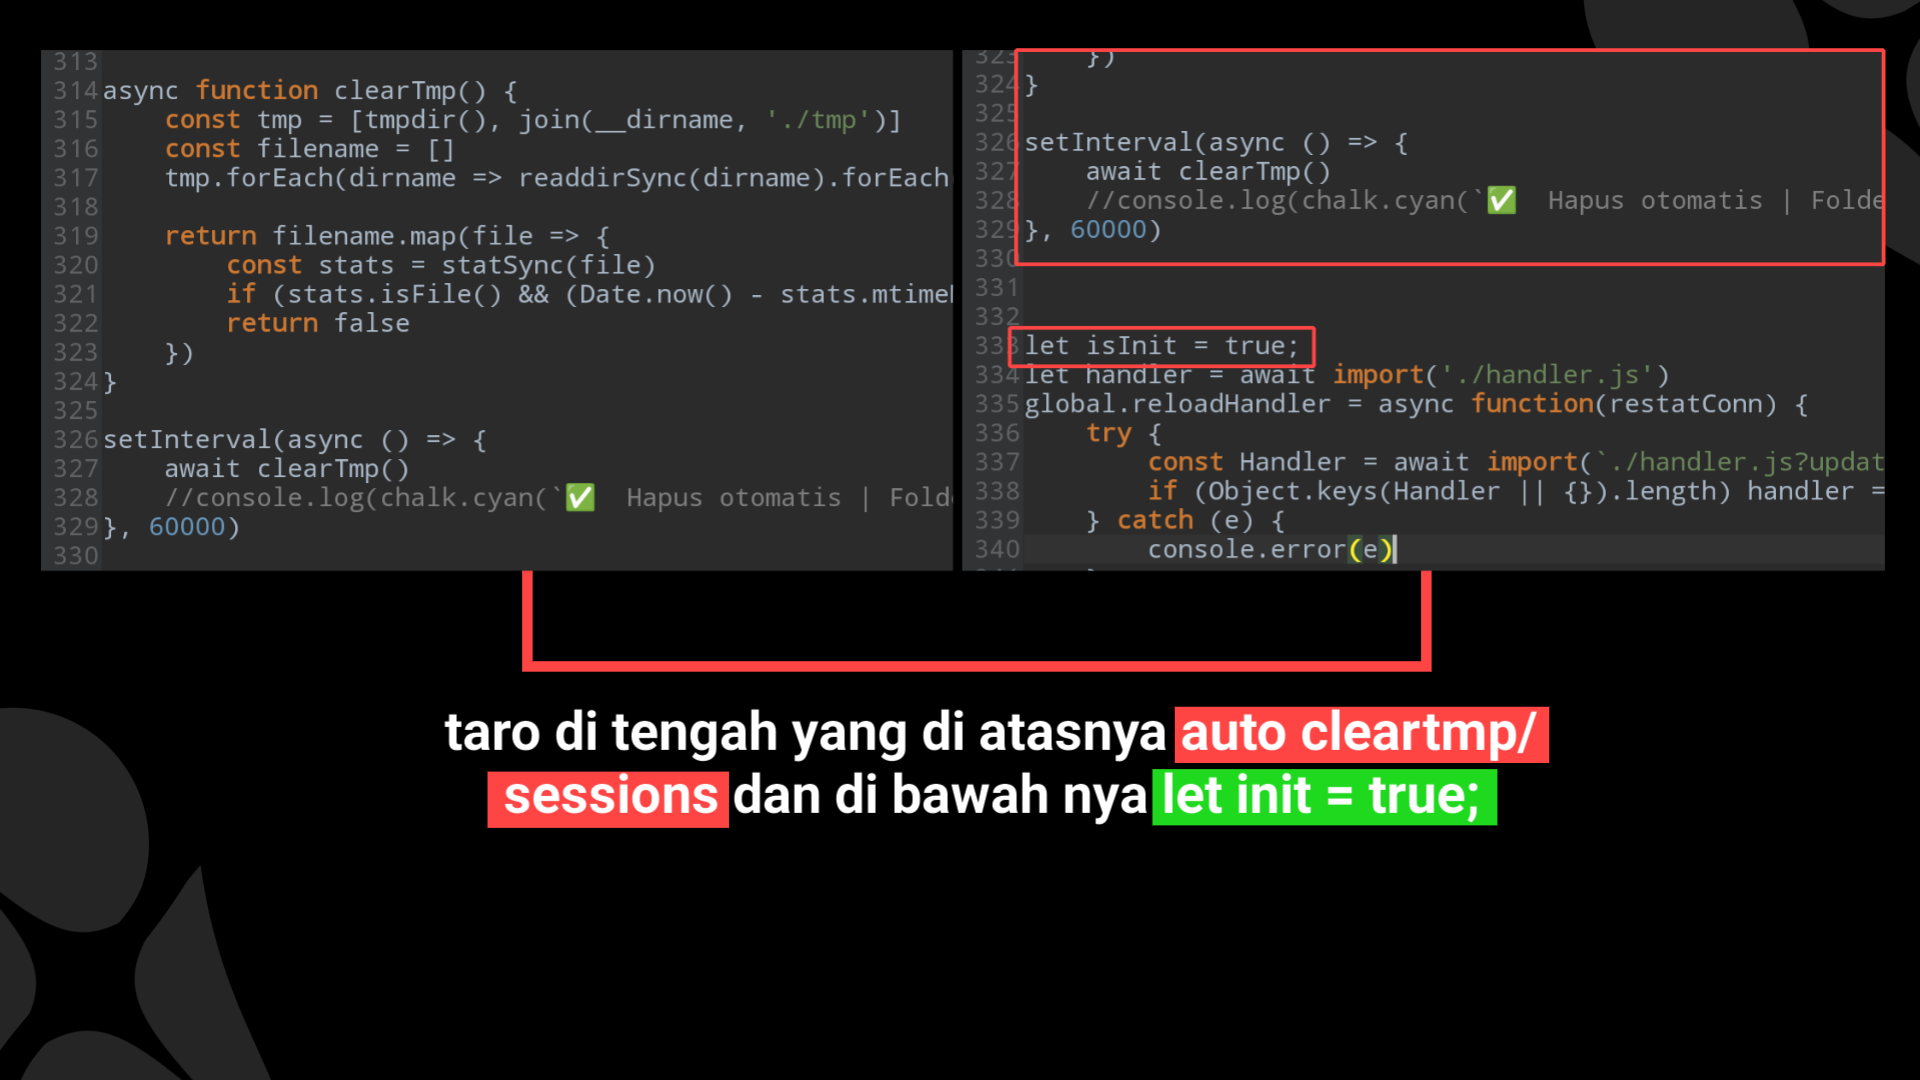 313
314 async function clearTmp() {
315 const tmp = [tmpdir(), join(__dirname, './tmp')]
316 const filename = []
317 tmp.forEach(dirname => readdirSync(dirname).forEach
318
319 return filename.map(file => {
320 const stats = statSync(file)
321 if (stats.isFile() && (Date.now() - stats.mtime
322 return false
323 })
324 }
325
326 setInterval(async () => {
327 await clearTmp()
328 //console.log(chalk.cyan(`✅ Hapus otomatis | Fold
329 }, 60000)
330
323 })
324 }
325
326 setInterval(async () => {
327 await clearTmp()
328 //console.log(chalk.cyan(`✅ Hapus otomatis | Folde
329 }, 60000)
330
331
332
333 let isInit = true;
334 let handler = await import('./handler.js')
335 global.reloadHandler = async function(restatConn) {
336 try {
337 const Handler = await import(`./handler.js?updat
338 if (Object.keys(Handler || {}).length) handler =
339 } catch (e) {
340 console.error(e)
taro di tengah yang di atasnya auto cleartmp/
sessions dan di bawah nya let init = true;